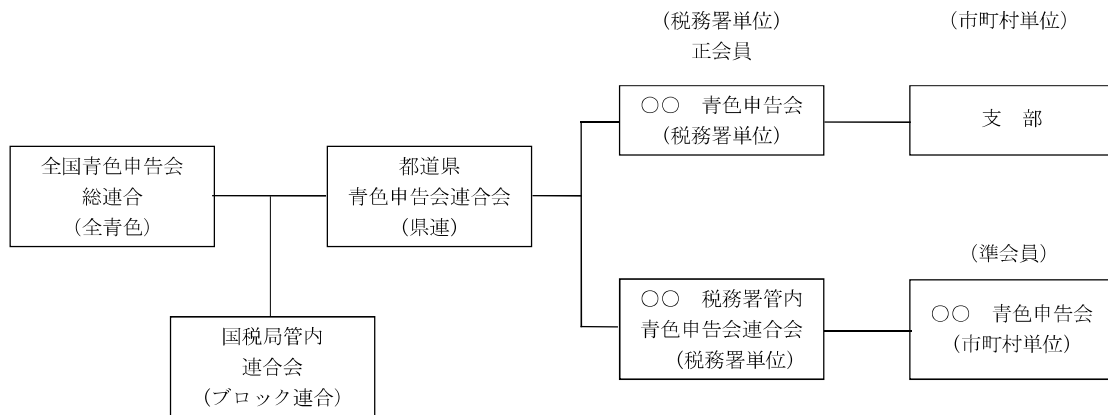 (税務署単位)
正会員
(市町村単位)
○○　青色申告会
(税務署単位)
支　部
全国青色申告会
総連合
(全青色)
都道県
青色申告会連合会
(県連)
(準会員)
○○　税務署管内
青色申告会連合会
(税務署単位)
○○　青色申告会
(市町村単位)
国税局管内
連合会
(ブロック連合)